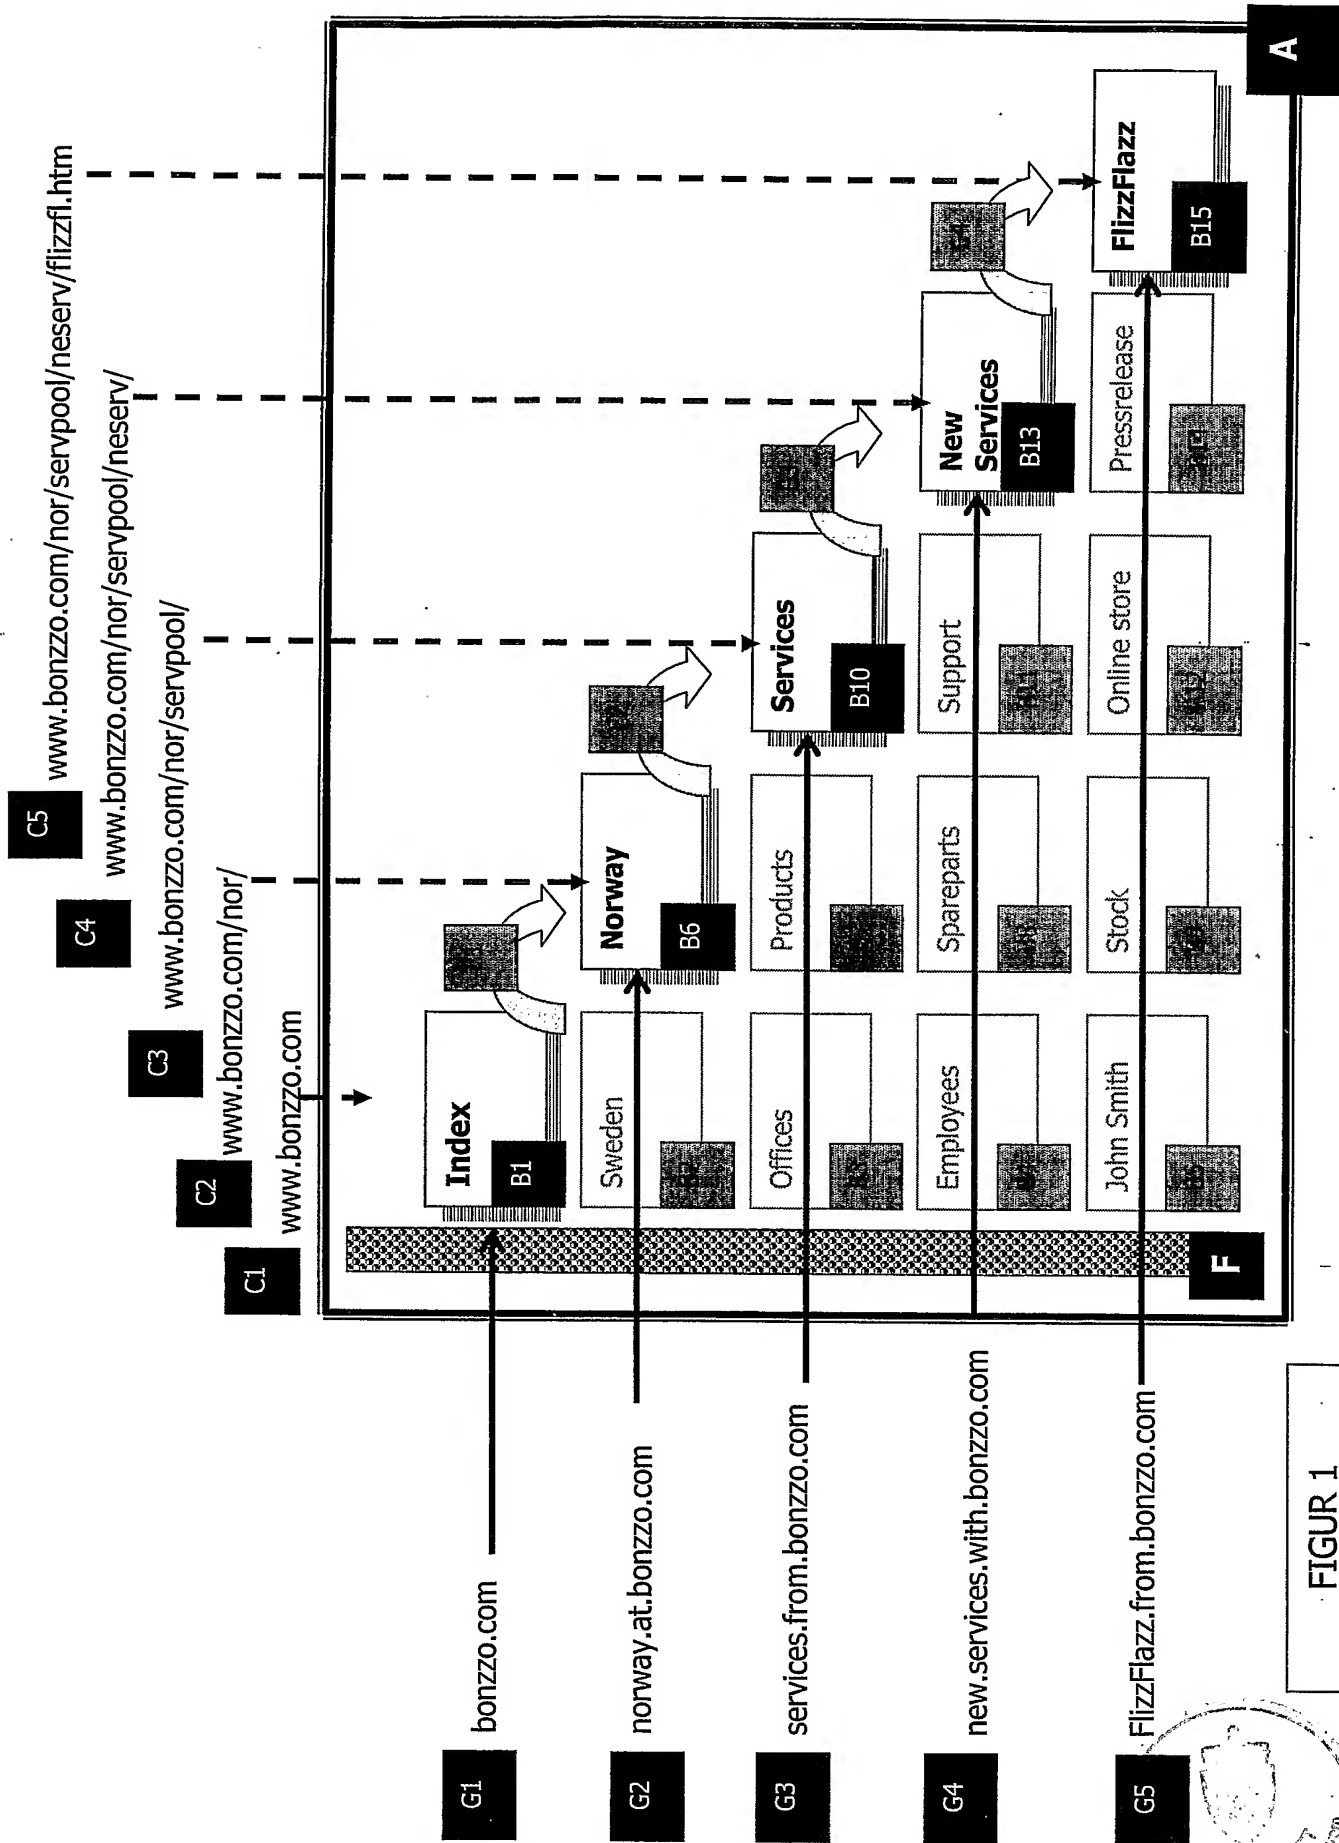 C5 www.bonzzo.com/nor/servpool/neserv/flizzfl.htm
C4 www.bonzzo.com/nor/servpool/neserv/
C3 www.bonzzo.com/nor/servpool/
C2 www.bonzzo.com/nor/
C1 www.bonzzo.com
G1 bonzzo.com
Index
B1
G2 norway.at.bonzzo.com
Sweden
Norway
B6
G3 services.from.bonzzo.com
Offices
Products
Services
B10
G4 new.services.with.bonzzo.com
Employees
Spareparts
Support
New
Services
B13
G5 FlizzFlazz.from.bonzzo.com
John Smith
Stock
Online store
Pressrelease
FlizzFlazz
B15
F
A
FIGUR 1